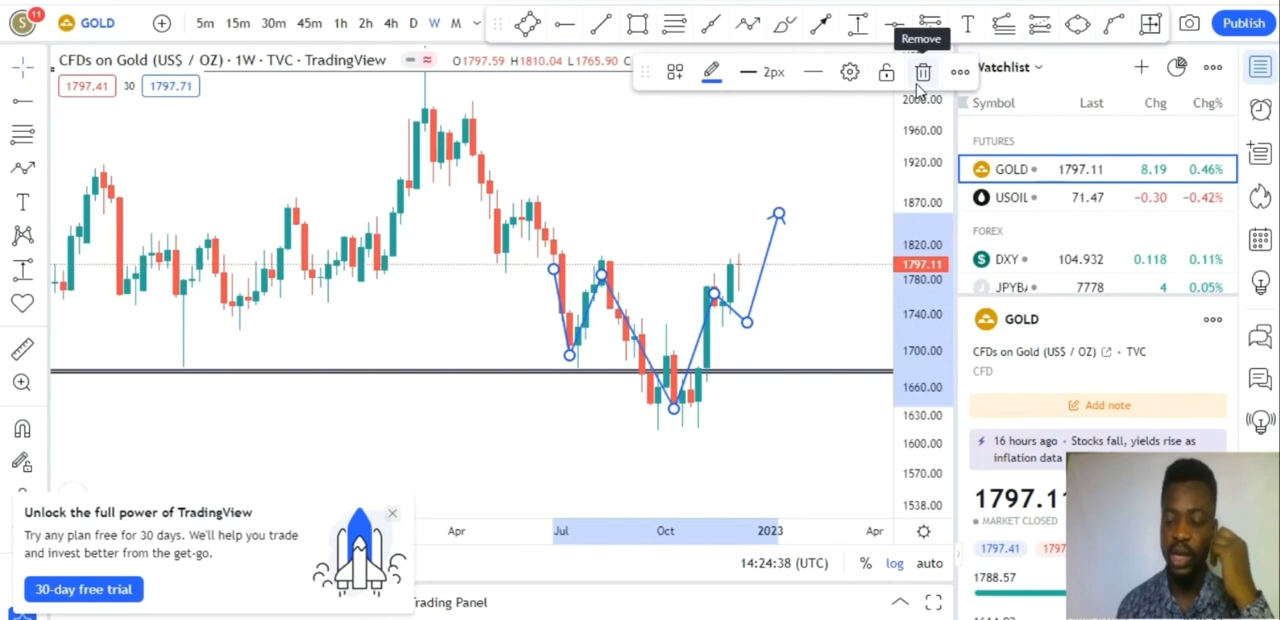 S 11 GOLD 5m 15m 30m 45m 1h 2h 4h D W M T Publish
Remove
CFDs on Gold (US$ / OZ) · 1W · TVC · TradingView O1797.59 H1810.04 L1765.90 C
2px
1797.41 30 1797.71
2000.00
1960.00
1920.00
1870.00
1820.00
1797.11
1780.00
1740.00
1700.00
1660.00
1630.00
1600.00
1570.00
1538.00
Apr Jul Oct 2023 Apr
14:24:38 (UTC) % log auto
Trading Panel
Unlock the full power of TradingView
Try any plan free for 30 days. We'll help you trade
and invest better from the get-go.
30-day free trial
Watchlist
Symbol Last Chg Chg%
FUTURES
GOLD 1797.11 8.19 0.46%
USOIL 71.47 -0.30 -0.42%
FOREX
DXY 104.932 0.118 0.11%
JPYBA 7778 4 0.05%
GOLD
CFDs on Gold (US$ / OZ) · TVC
CFD
Add note
16 hours ago · Stocks fall, yields rise as
inflation data
1797.11
MARKET CLOSED
1797.41 1797
1788.57